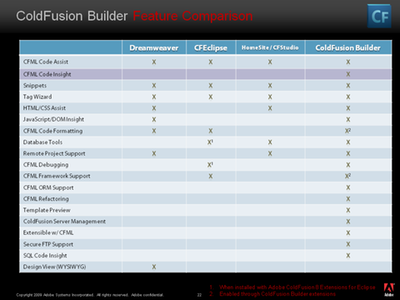 ColdFusion Builder Feature Comparison
CF
Dreamweaver CFEclipse HomeSite / CFStudio ColdFusion Builder
CFML Code Assist X X X X
CFML Code Insight X
Snippets X X X X
Tag Wizard X X X X
HTML/CSS Assist X X X
JavaScript/DOM Insight X X
CFML Code Formatting X X X²
Database Tools X¹ X X
Remote Project Support X X X
CFML Debugging X¹ X
CFML Framework Support X X²
CFML ORM Support X
CFML Refactoring X
Template Preview X
ColdFusion Server Management X
Extensible w/ CFML X
Secure FTP Support X
SQL Code Insight X
Design View (WYSIWYG) X
1 When installed with Adobe ColdFusion 8 Extensions for Eclipse
2 Enabled through ColdFusion Builder extensions
Copyright 2009 Adobe Systems Incorporated. All rights reserved. Adobe confidential.
Adobe